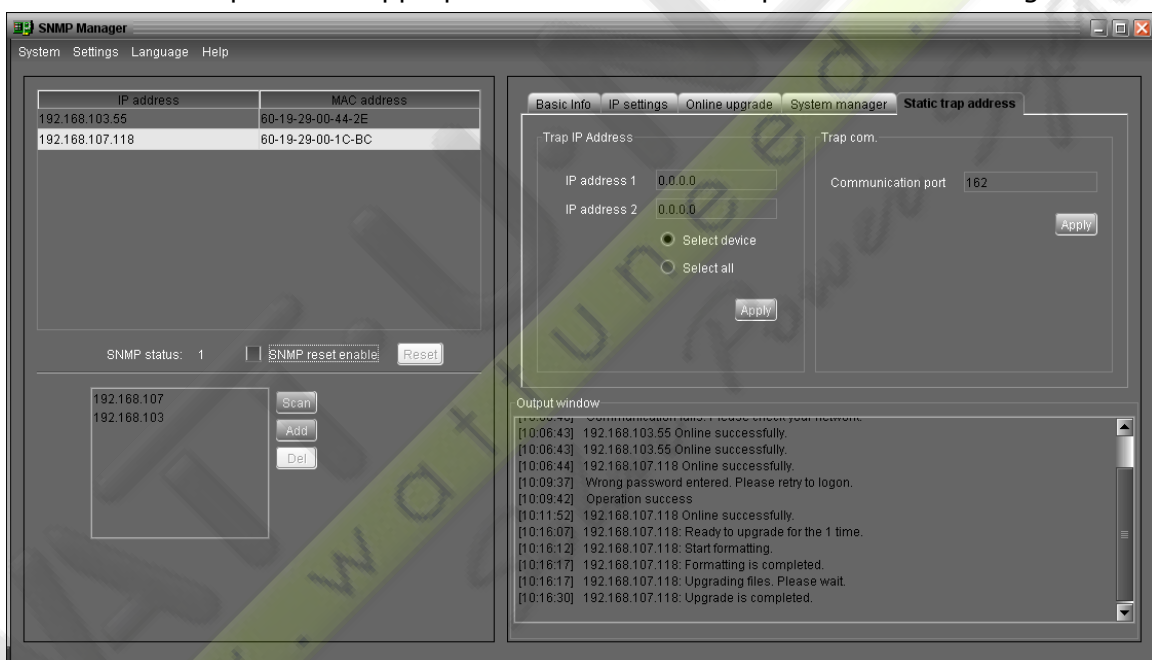 SNMP Manager
System Settings Language Help
IP address MAC address
192.168.103.55 60-19-29-00-44-2E
192.168.107.118 60-19-29-00-1C-BC
SNMP status: 1 SNMP reset enable Reset
192.168.107
192.168.103
Scan
Add
Del
Basic Info IP settings Online upgrade System manager Static trap address
Trap IP Address
IP address 1 0.0.0.0
IP address 2 0.0.0.0
Select device
Select all
Apply
Trap com.
Communication port 162
Apply
Output window
[10:06:43] 192.168.103.55 Online successfully.
[10:06:43] 192.168.103.55 Online successfully.
[10:06:44] 192.168.107.118 Online successfully.
[10:09:37] Wrong password entered. Please retry to logon.
[10:09:42] Operation success
[10:11:52] 192.168.107.118 Online successfully.
[10:16:07] 192.168.107.118: Ready to upgrade for the 1 time.
[10:16:12] 192.168.107.118: Start formatting.
[10:16:17] 192.168.107.118: Formatting is completed.
[10:16:17] 192.168.107.118: Upgrading files. Please wait.
[10:16:30] 192.168.107.118: Upgrade is completed.